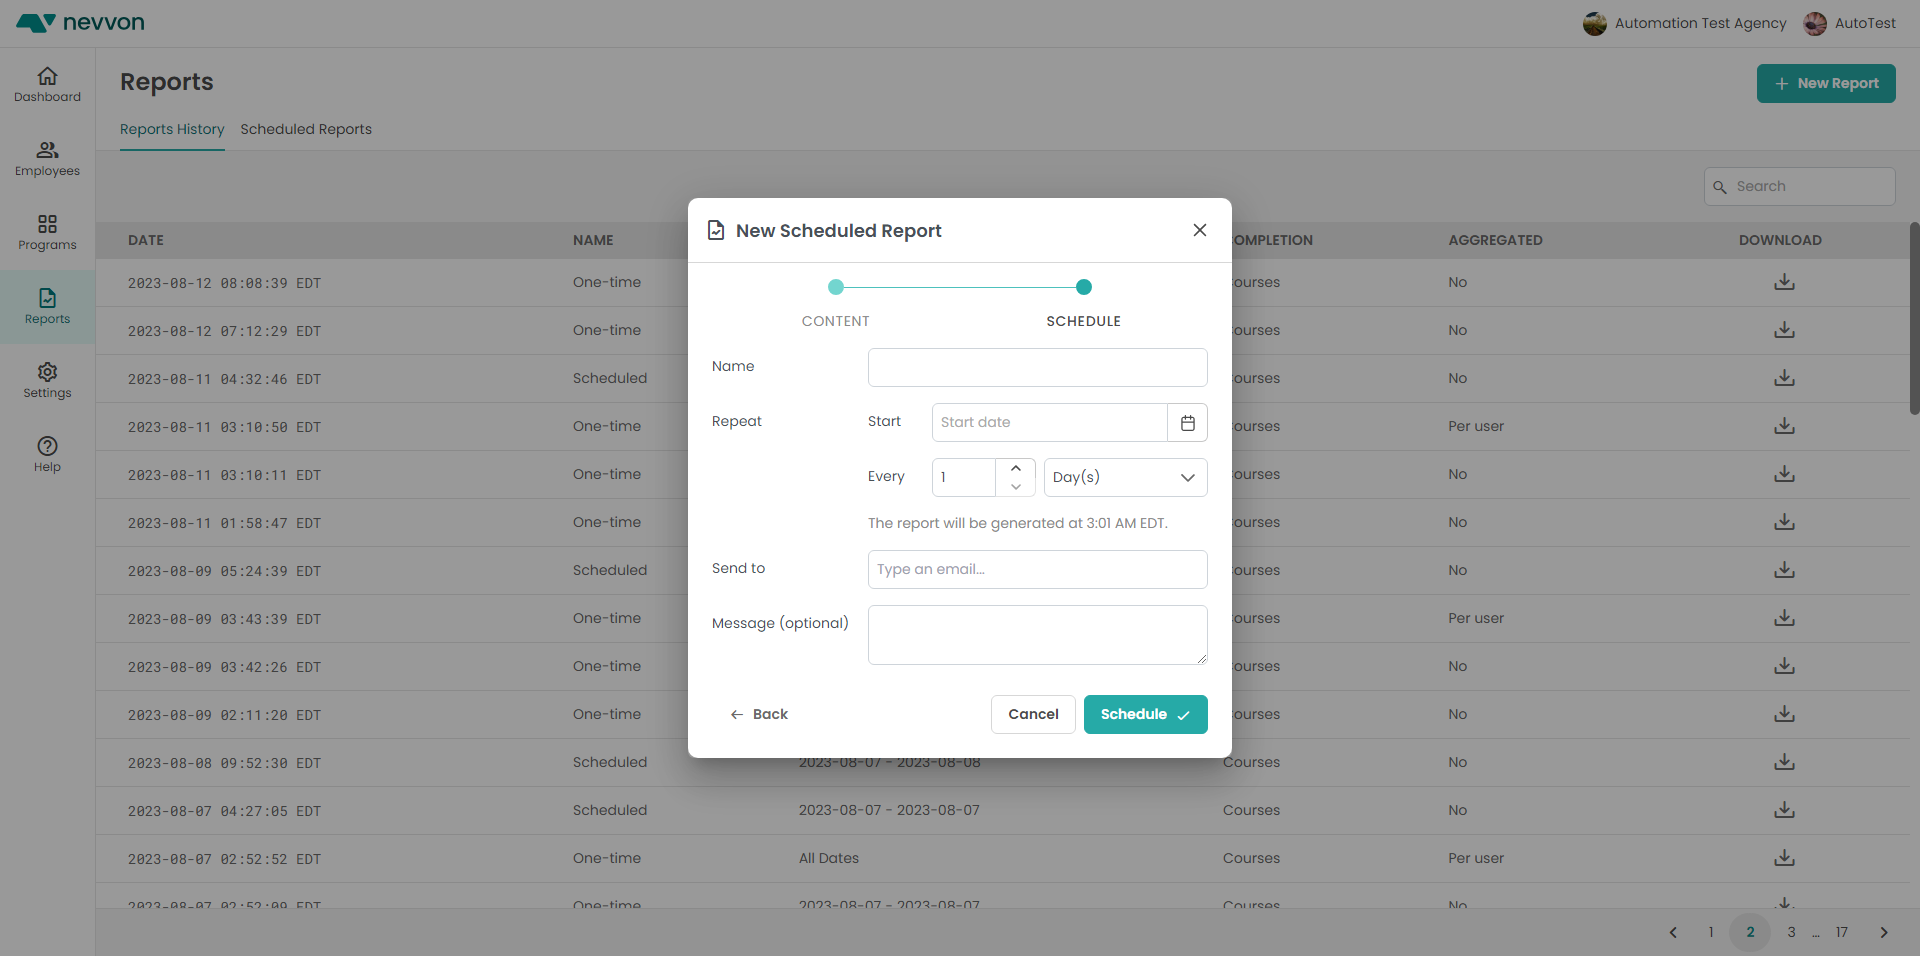 nevvon
Automation Test Agency
AutoTest
Dashboard
Employees
Programs
Reports
Settings
Help
Reports
New Report
Reports History
Scheduled Reports
Search
DATE NAME OMPLETION AGGREGATED DOWNLOAD
2023-08-12 08:08:39 EDT One-time ourses No
2023-08-12 07:12:29 EDT One-time ourses No
2023-08-11 04:32:46 EDT Scheduled ourses No
2023-08-11 03:10:50 EDT One-time ourses Per user
2023-08-11 03:10:11 EDT One-time ourses No
2023-08-11 01:58:47 EDT One-time ourses No
2023-08-09 05:24:39 EDT Scheduled ourses No
2023-08-09 03:43:39 EDT One-time ourses Per user
2023-08-09 03:42:26 EDT One-time ourses No
2023-08-09 02:11:20 EDT One-time ourses No
2023-08-08 09:52:30 EDT Scheduled 2023-08-07 - 2023-08-08 Courses No
2023-08-07 04:27:05 EDT Scheduled 2023-08-07 - 2023-08-07 Courses No
2023-08-07 02:52:52 EDT One-time All Dates Courses Per user
2023-08-07 02:52:09 EDT One-time 2023-08-07 - 2023-08-07 Courses No
1 2 3 ... 17
New Scheduled Report
CONTENT SCHEDULE
Name
Repeat Start Start date
Every 1 Day(s)
The report will be generated at 3:01 AM EDT.
Send to Type an email...
Message (optional)
Back Cancel Schedule